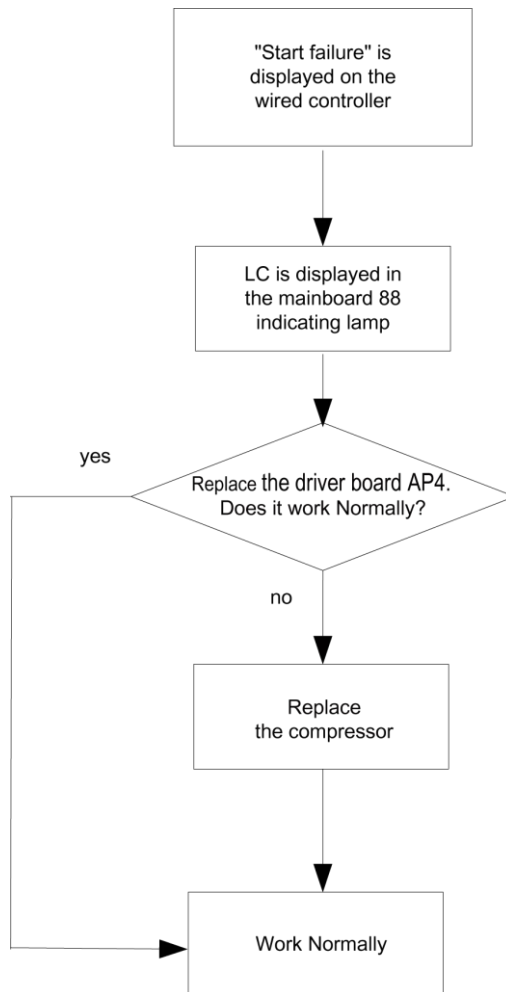 "Start failure" is
displayed on the
wired controller
LC is displayed in
the mainboard 88
indicating lamp
yes
Replace the driver board AP4.
Does it work Normally?
no
Replace
the compressor
Work Normally